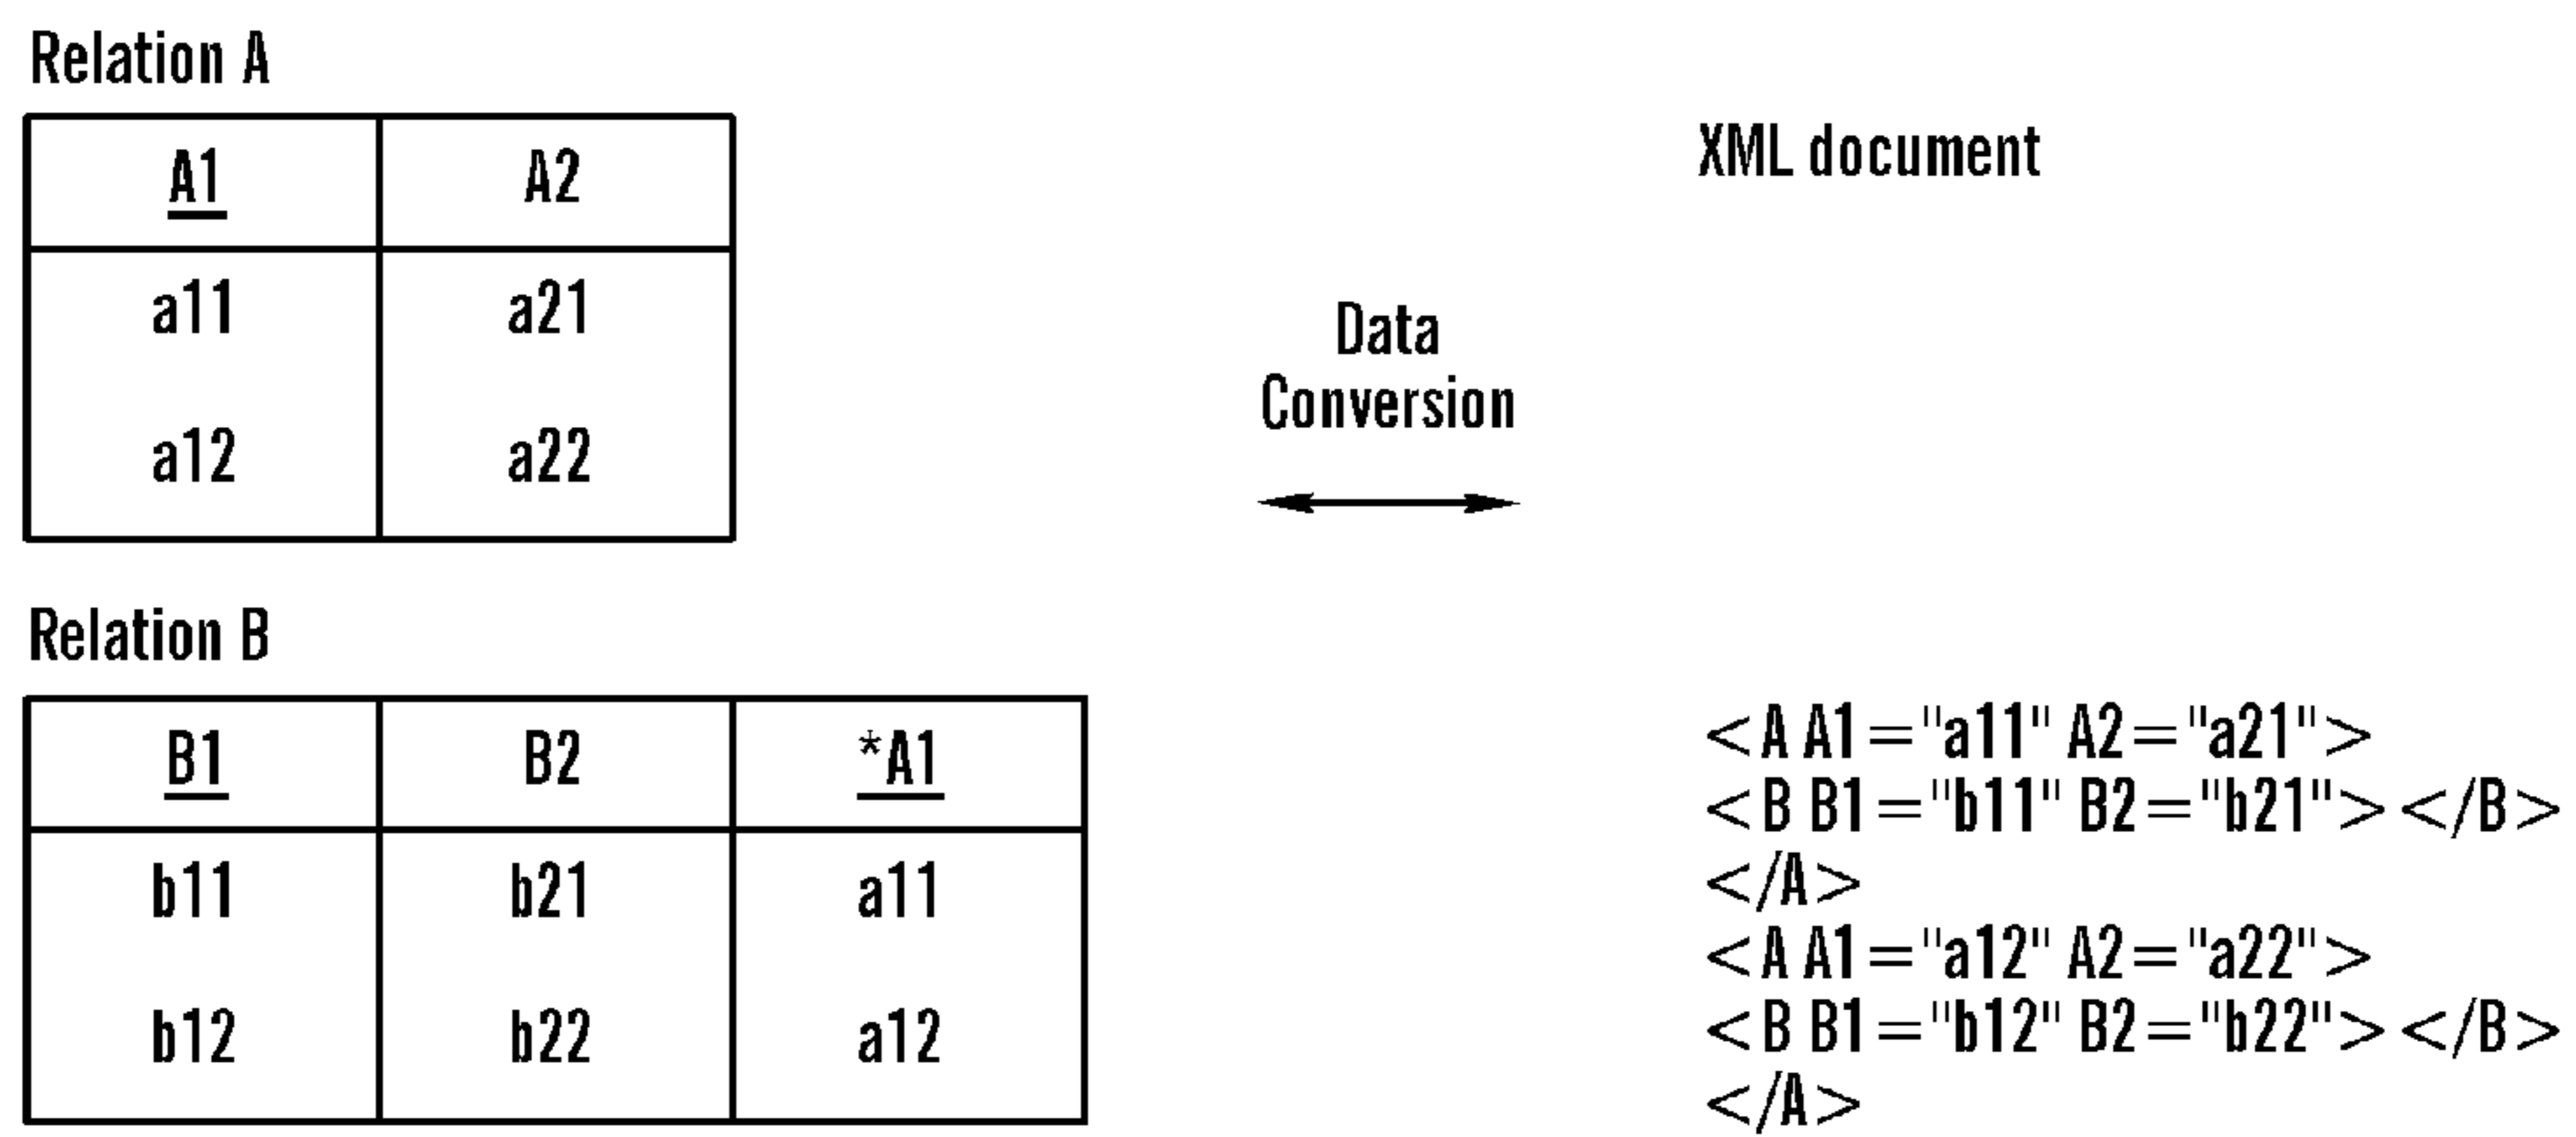 Relation A
A1 A2
a11 a21
a12 a22
Relation B
B1 B2 *A1
b11 b21 a11
b12 b22 a12
Data
Conversion
XML document
<A A1="a11" A2="a21">
<B B1="b11" B2="b21"></B>
</A>
<A A1="a12" A2="a22">
<B B1="b12" B2="b22"></B>
</A>